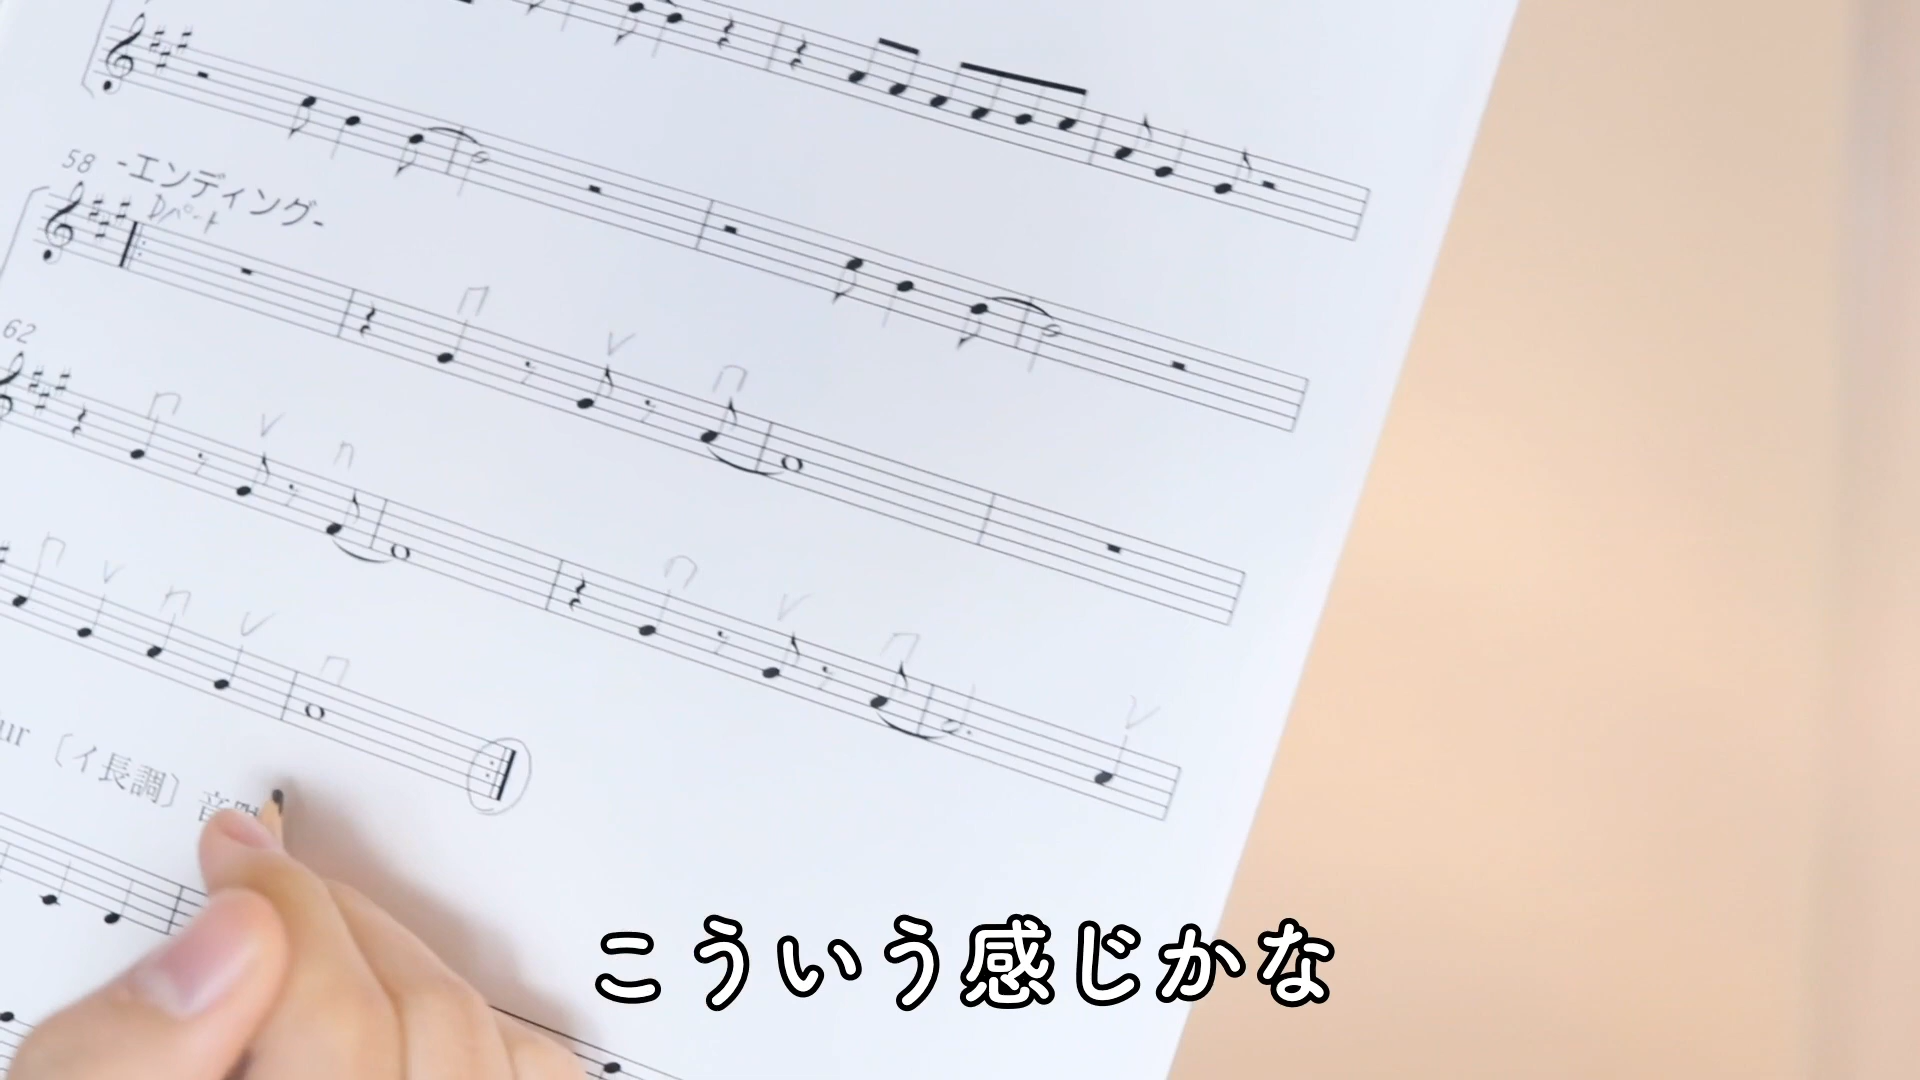 58 -エンディング-
Dパート
62
ur〔イ長調〕音階
こういう感じかな